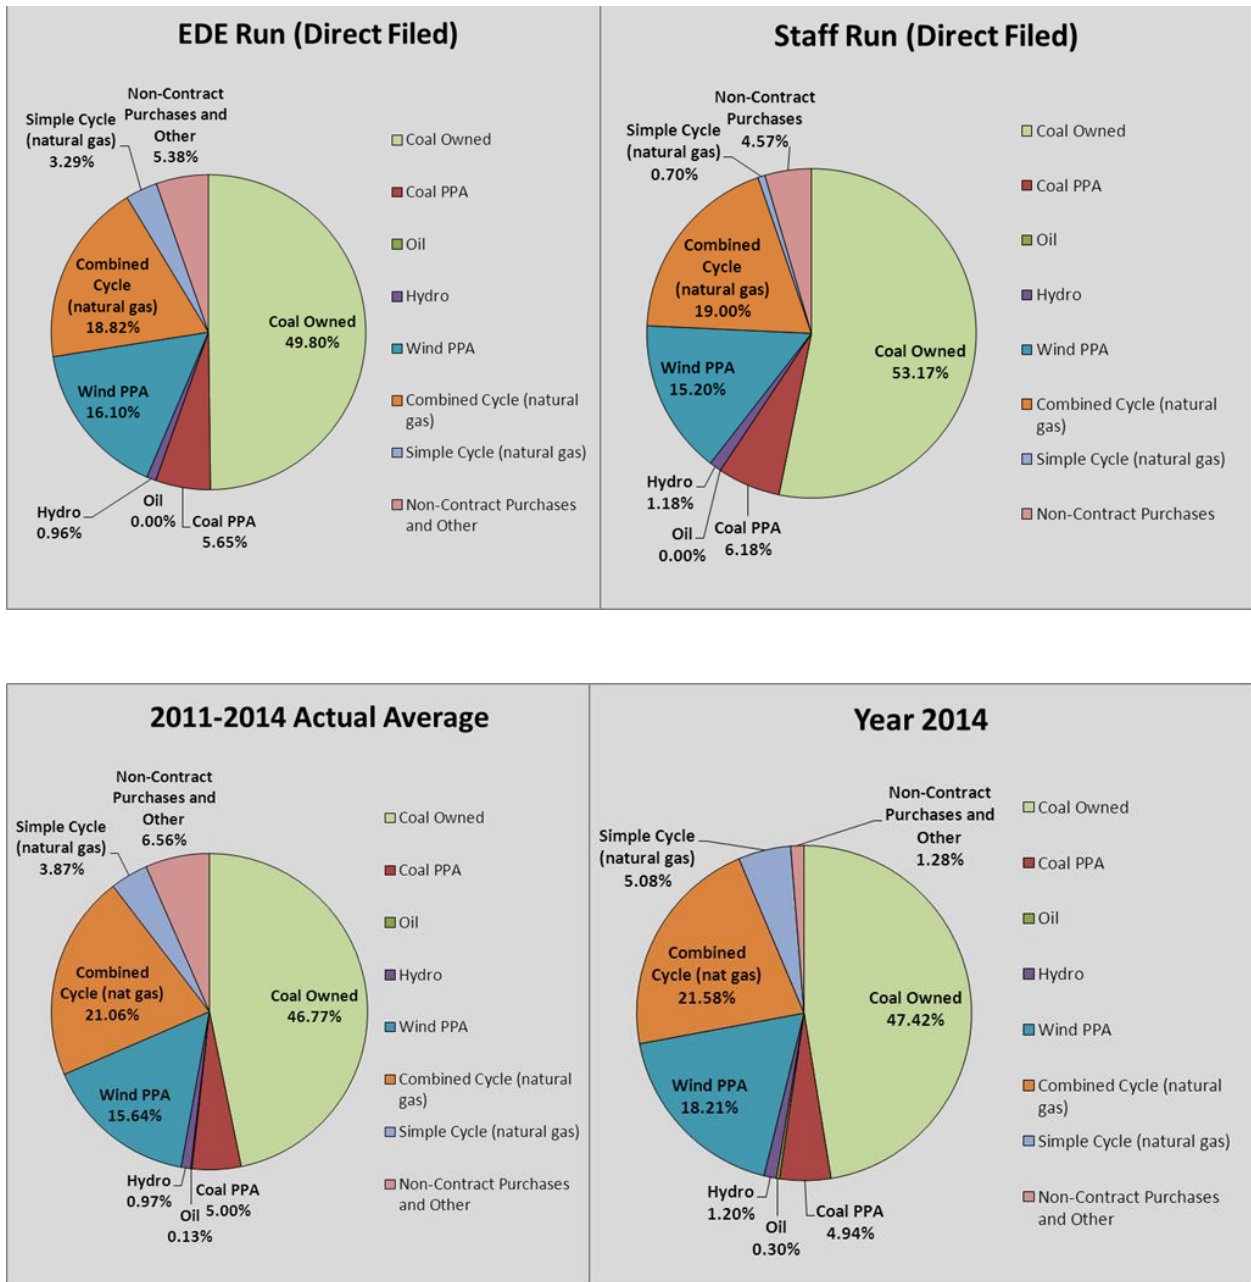 EDE Run (Direct Filed)
Non-Contract
Purchases and
Other
5.38%
Simple Cycle
(natural gas)
3.29%
Combined
Cycle
(natural gas)
18.82%
Coal Owned
49.80%
Wind PPA
16.10%
Hydro
0.96%
Oil
0.00%
Coal PPA
5.65%
Coal Owned
Coal PPA
Oil
Hydro
Wind PPA
Combined Cycle (natural
gas)
Simple Cycle (natural gas)
Non-Contract Purchases
and Other
Staff Run (Direct Filed)
Non-Contract
Purchases
4.57%
Simple Cycle
(natural gas)
0.70%
Combined
Cycle
(natural gas)
19.00%
Coal Owned
53.17%
Wind PPA
15.20%
Hydro
1.18%
Oil
0.00%
Coal PPA
6.18%
Coal Owned
Coal PPA
Oil
Hydro
Wind PPA
Combined Cycle (natural
gas)
Simple Cycle (natural gas)
Non-Contract Purchases
2011-2014 Actual Average
Non-Contract
Purchases and
Other
6.56%
Simple Cycle
(natural gas)
3.87%
Combined
Cycle (nat gas)
21.06%
Coal Owned
46.77%
Wind PPA
15.64%
Hydro
0.97%
Oil
0.13%
Coal PPA
5.00%
Coal Owned
Coal PPA
Oil
Hydro
Wind PPA
Combined Cycle (natural
gas)
Simple Cycle (natural gas)
Non-Contract Purchases
and Other
Year 2014
Non-Contract
Purchases and
Other
1.28%
Simple Cycle
(natural gas)
5.08%
Combined
Cycle (nat gas)
21.58%
Coal Owned
47.42%
Wind PPA
18.21%
Hydro
1.20%
Oil
0.30%
Coal PPA
4.94%
Coal Owned
Coal PPA
Oil
Hydro
Wind PPA
Combined Cycle (natural
gas)
Simple Cycle (natural gas)
Non-Contract Purchases
and Other